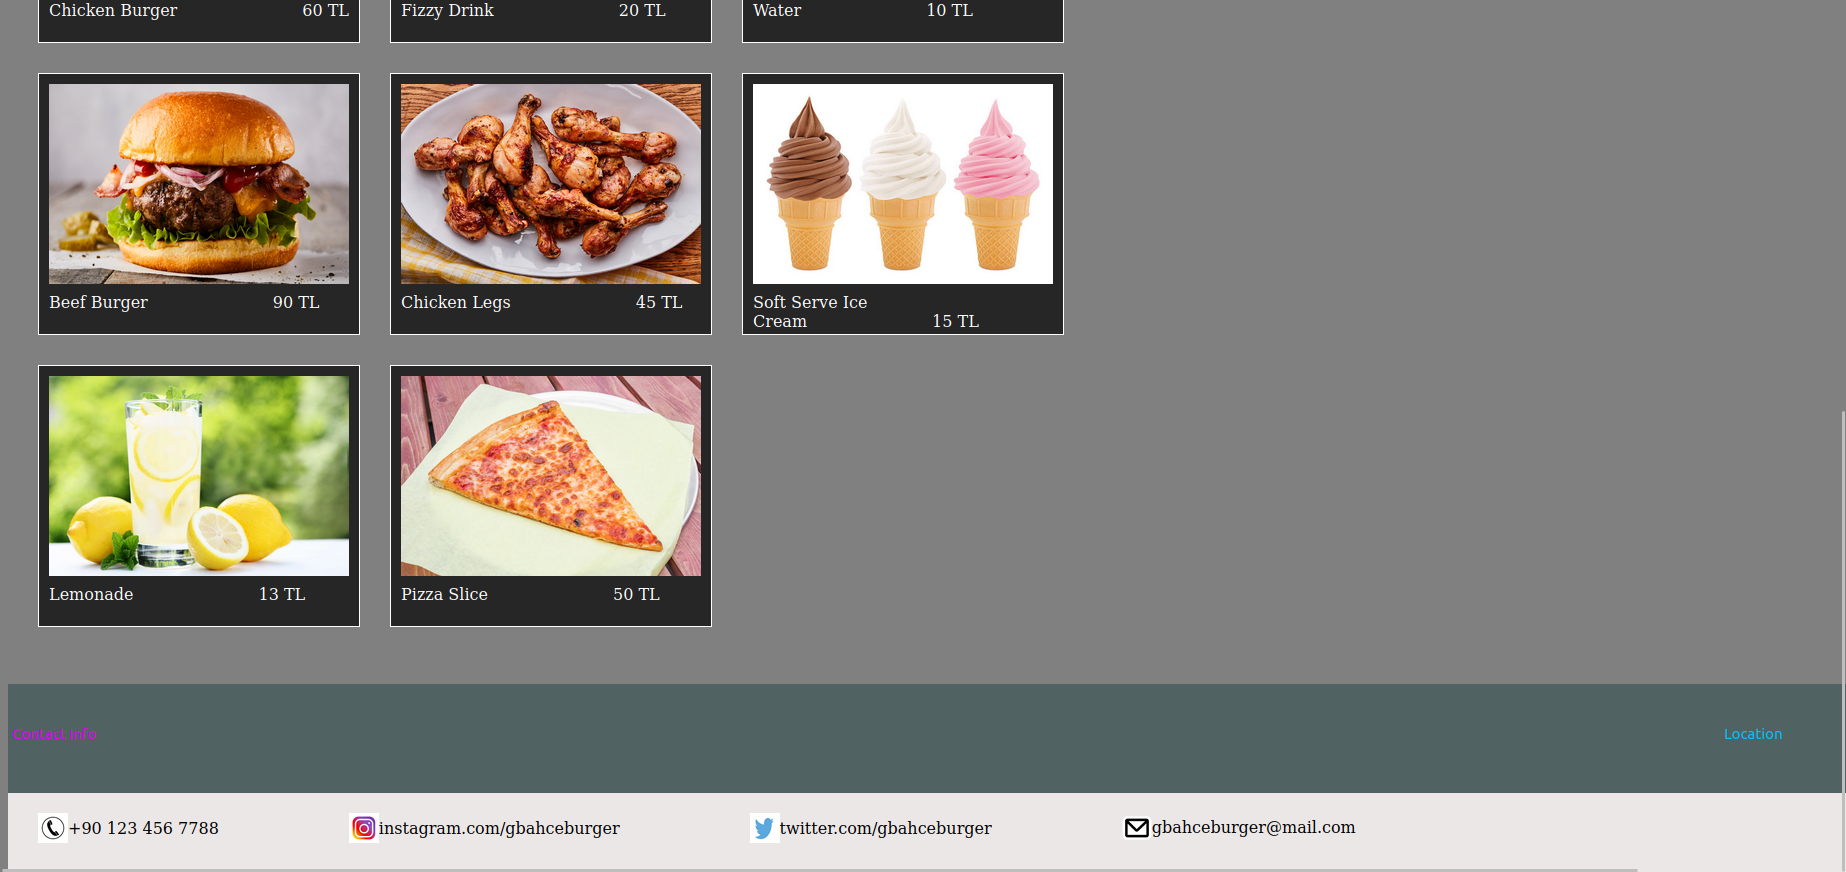 Chicken Burger 60 TL
Fizzy Drink 20 TL
Water 10 TL
Beef Burger 90 TL
Chicken Legs 45 TL
Soft Serve Ice
Cream 15 TL
Lemonade 13 TL
Pizza Slice 50 TL
Contact Info
Location
+90 123 456 7788
instagram.com/gbahceburger
twitter.com/gbahceburger
gbahceburger@mail.com